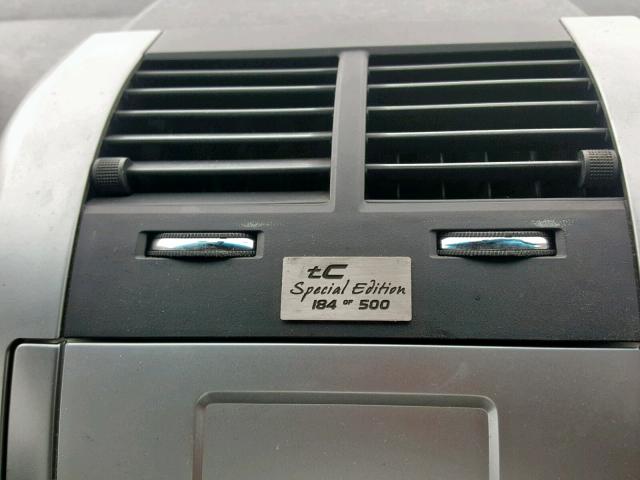 tC
Special Edition
184 OF 500